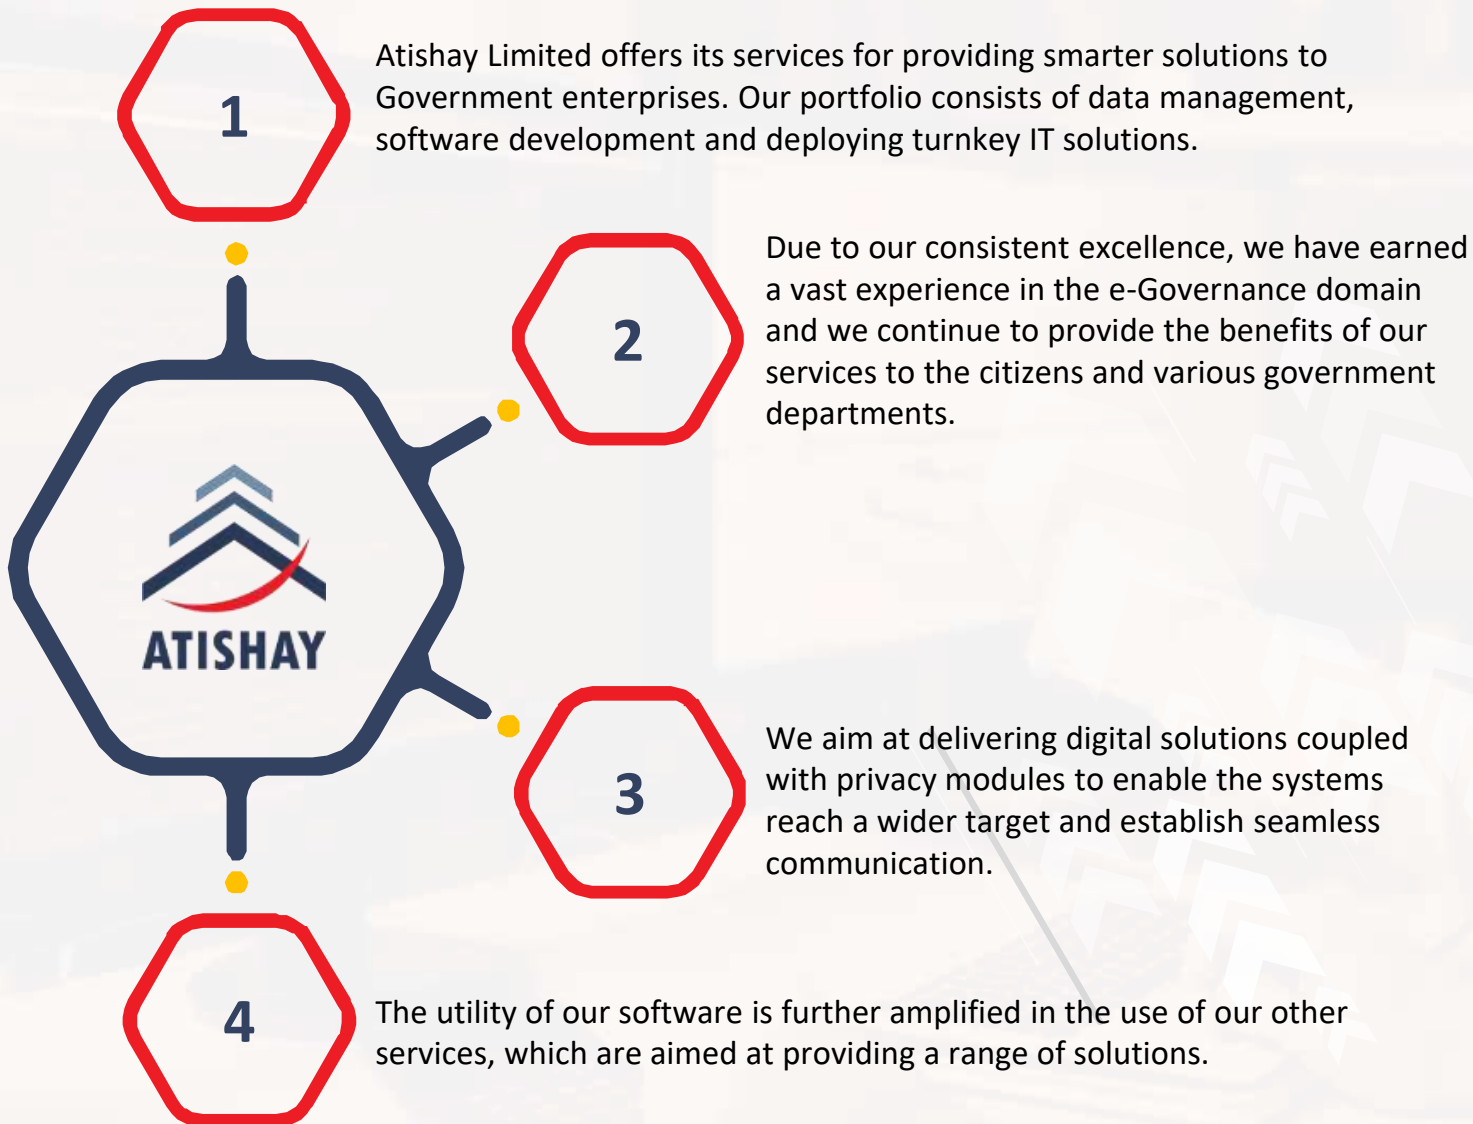 1
Atishay Limited offers its services for providing smarter solutions to
Government enterprises. Our portfolio consists of data management,
software development and deploying turnkey IT solutions.
2
Due to our consistent excellence, we have earned
a vast experience in the e-Governance domain
and we continue to provide the benefits of our
services to the citizens and various government
departments.
ATISHAY
3
We aim at delivering digital solutions coupled
with privacy modules to enable the systems
reach a wider target and establish seamless
communication.
4
The utility of our software is further amplified in the use of our other
services, which are aimed at providing a range of solutions.